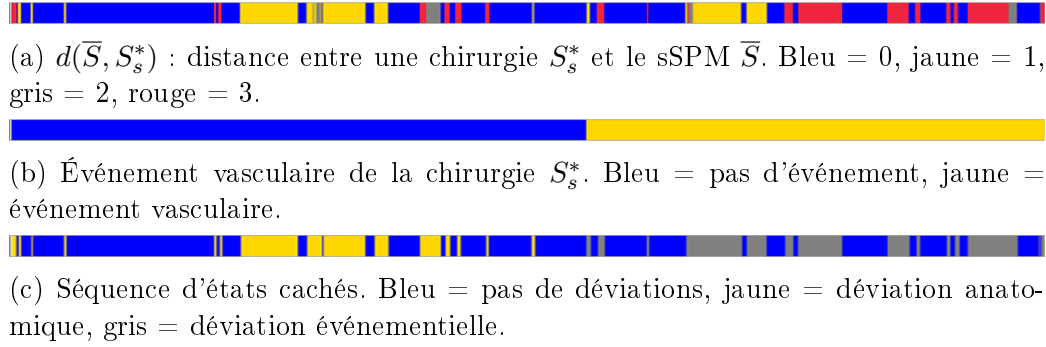 (a) d(S̅, S*ₛ) : distance entre une chirurgie S*ₛ et le sSPM S̅. Bleu = 0, jaune = 1,
gris = 2, rouge = 3.
(b) Événement vasculaire de la chirurgie S*ₛ. Bleu = pas d'événement, jaune =
événement vasculaire.
(c) Séquence d'états cachés. Bleu = pas de déviations, jaune = déviation anato-
mique, gris = déviation événementielle.